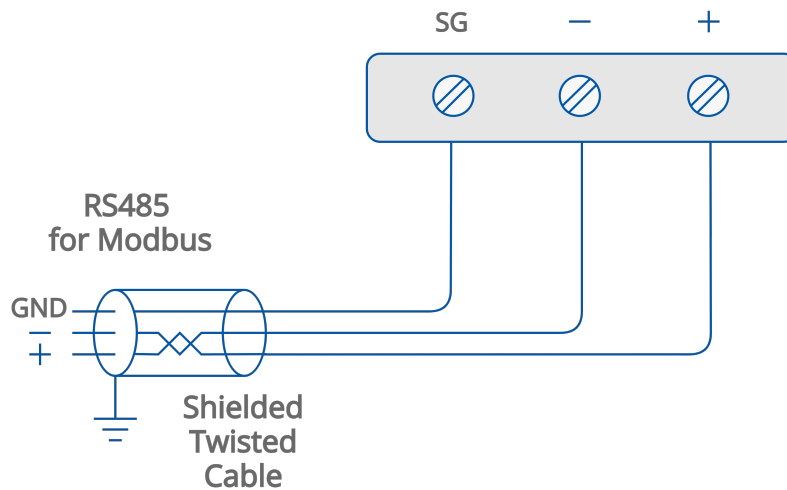 SG − +
RS485
for Modbus
GND
−
+
Shielded
Twisted
Cable